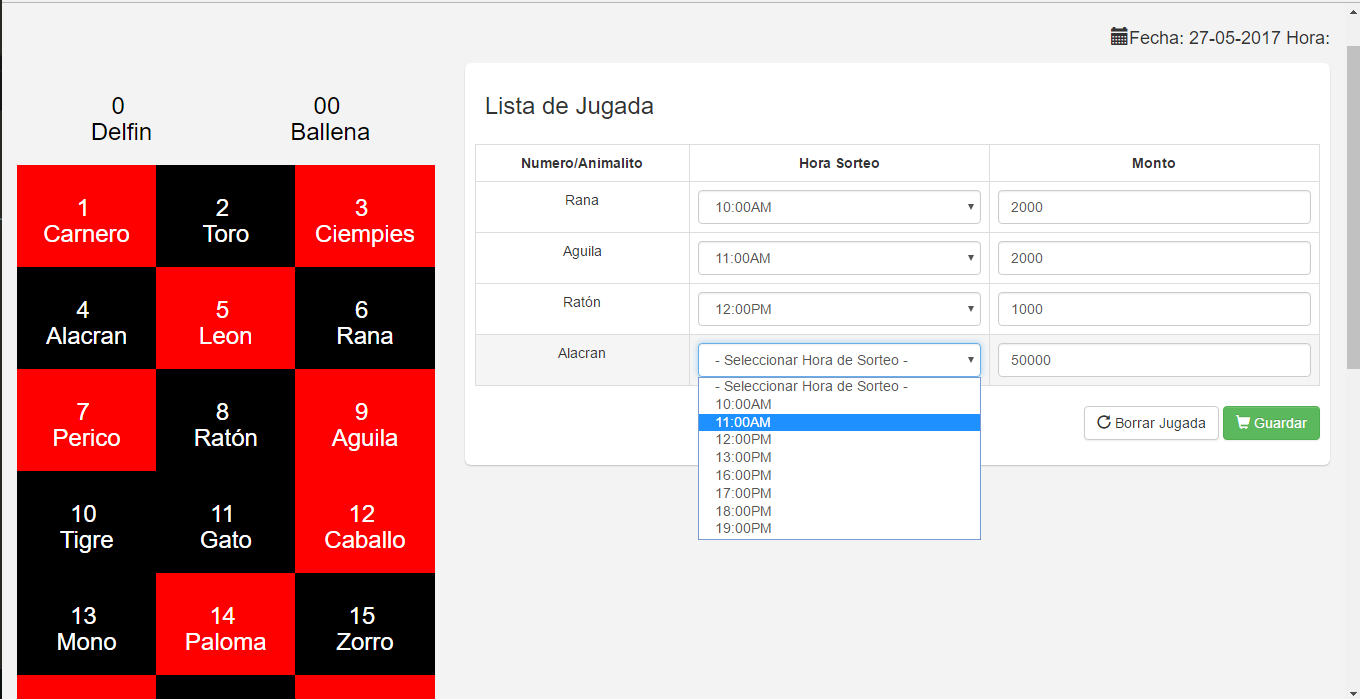 Fecha: 27-05-2017 Hora:
0
Delfin
00
Ballena
1
Carnero
2
Toro
3
Ciempies
4
Alacran
5
Leon
6
Rana
7
Perico
8
Ratón
9
Aguila
10
Tigre
11
Gato
12
Caballo
13
Mono
14
Paloma
15
Zorro
Lista de Jugada
Numero/Animalito Hora Sorteo Monto
Rana 10:00AM 2000
Aguila 11:00AM 2000
Ratón 12:00PM 1000
Alacran - Seleccionar Hora de Sorteo - 50000
- Seleccionar Hora de Sorteo -
10:00AM
11:00AM
12:00PM
13:00PM
16:00PM
17:00PM
18:00PM
19:00PM
Borrar Jugada Guardar